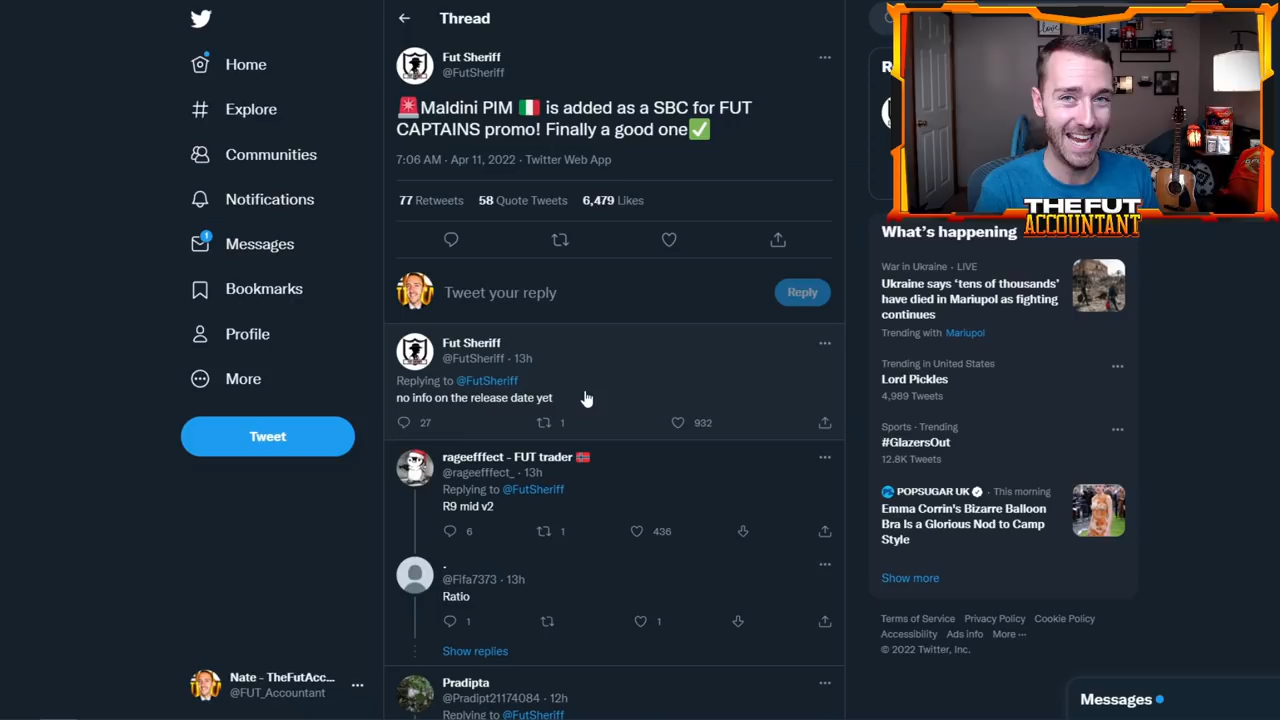 Home
Explore
Communities
Notifications
1
Messages
Bookmarks
Profile
More
Tweet
Nate - TheFutAcc...
@FUT_Accountant
Thread
Fut Sheriff
@FutSheriff
🚨Maldini PIM 🇮🇹 is added as a SBC for FUT
CAPTAINS promo! Finally a good one✅
7:06 AM · Apr 11, 2022 · Twitter Web App
77 Retweets 58 Quote Tweets 6,479 Likes
Tweet your reply
Reply
Fut Sheriff
@FutSheriff · 13h
Replying to @FutSheriff
no info on the release date yet
27 1 932
rageefffect - FUT trader 🇳🇴
@rageefffect_ · 13h
Replying to @FutSheriff
R9 mid v2
6 1 436
.
@FIfa7373 · 13h
Ratio
1 1
Show replies
Pradipta
@Pradipt21174084 · 12h
Replying to @FutSheriff
R
THE FUT
ACCOUNTANT
What's happening
War in Ukraine · LIVE
Ukraine says 'tens of thousands'
have died in Mariupol as fighting
continues
Trending with Mariupol
Trending in United States
Lord Pickles
4,989 Tweets
Sports · Trending
#GlazersOut
12.8K Tweets
POPSUGAR UK · This morning
Emma Corrin's Bizarre Balloon
Bra Is a Glorious Nod to Camp
Style
Show more
Terms of Service Privacy Policy Cookie Policy
Accessibility Ads info More ···
© 2022 Twitter, Inc.
Messages